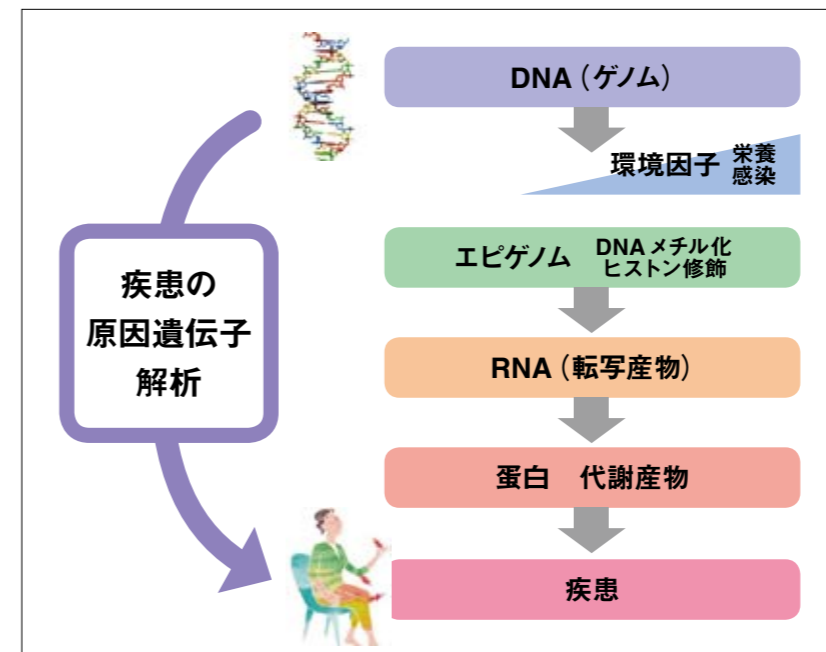 DNA（ゲノム）
環境因子 栄養
感染
エピゲノム DNAメチル化
ヒストン修飾
RNA（転写産物）
蛋白　代謝産物
疾患
疾患の
原因遺伝子
解析